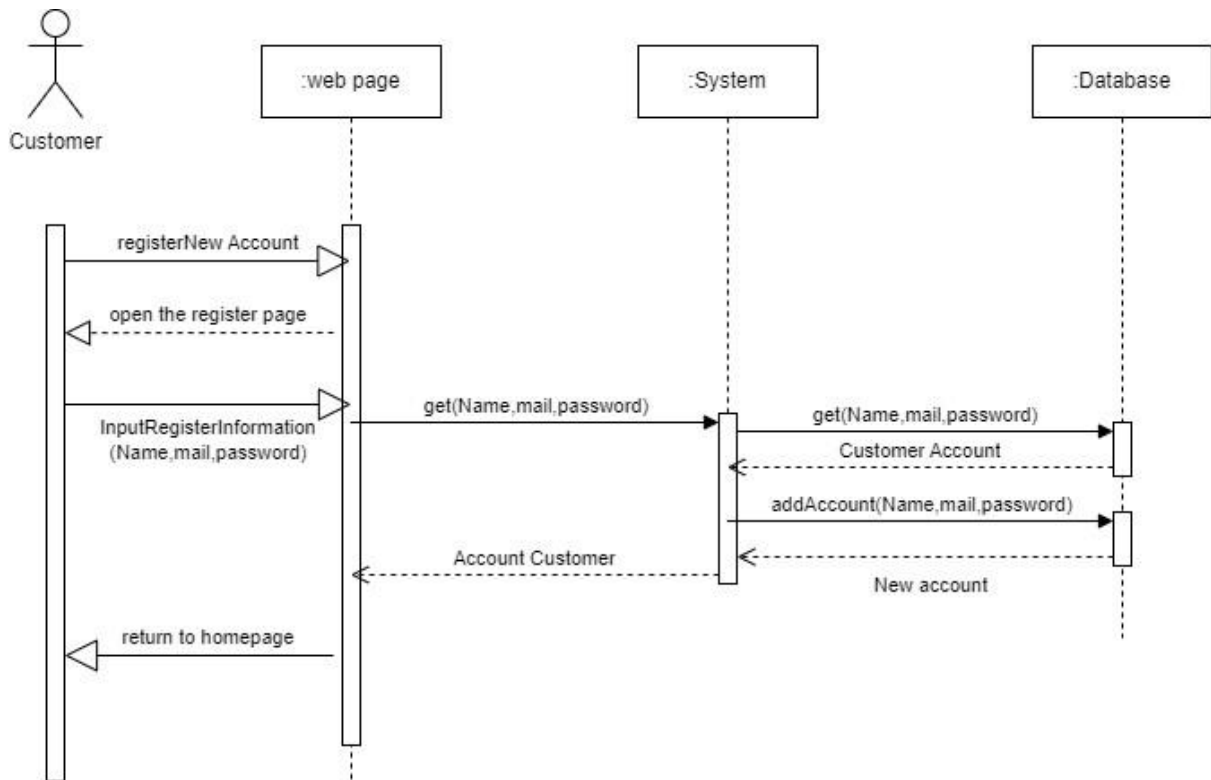 :web page
:System
:Database
Customer
registerNew Account
open the register page
get(Name,mail,password)
get(Name,mail,password)
InputRegisterInformation
(Name,mail,password)
Customer Account
addAccount(Name,mail,password)
Account Customer
New account
return to homepage